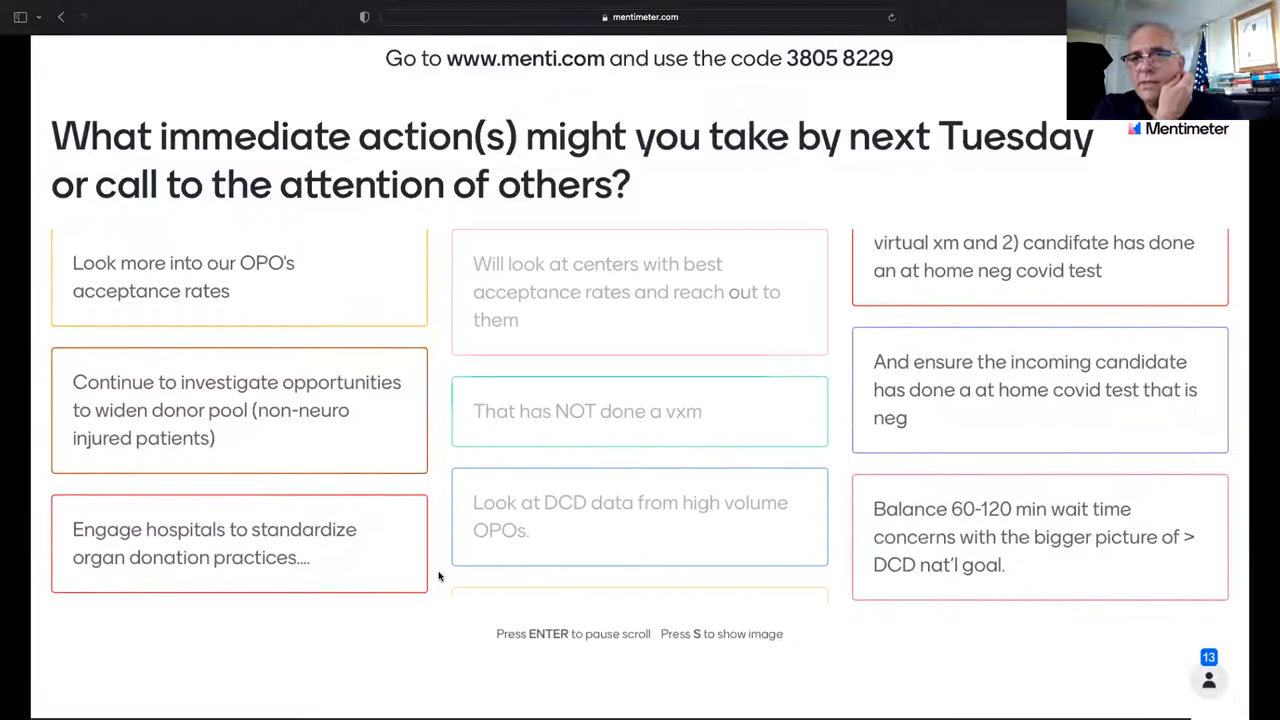 mentimeter.com
Go to www.menti.com and use the code 3805 8229
Mentimeter
What immediate action(s) might you take by next Tuesday
or call to the attention of others?
Look more into our OPO's
acceptance rates
Continue to investigate opportunities
to widen donor pool (non-neuro
injured patients)
Engage hospitals to standardize
organ donation practices....
Will look at centers with best
acceptance rates and reach out to
them
That has NOT done a vxm
Look at DCD data from high volume
OPOs.
virtual xm and 2) candifate has done
an at home neg covid test
And ensure the incoming candidate
has done a at home covid test that is
neg
Balance 60-120 min wait time
concerns with the bigger picture of >
DCD nat'l goal.
Press ENTER to pause scroll Press S to show image
13